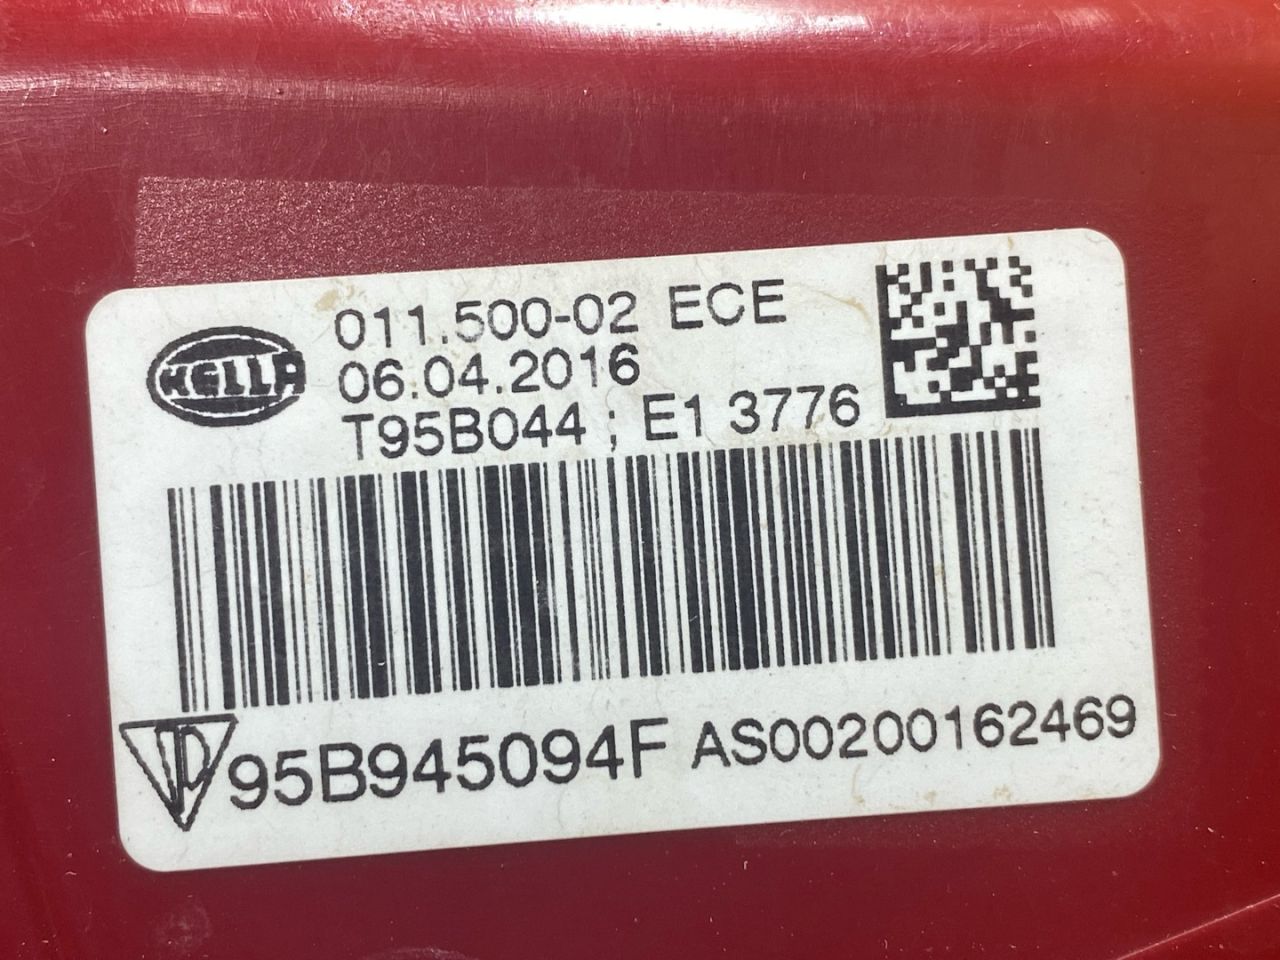 HELLA
011.500-02 ECE
06.04.2016
T95B044 ; E1 3776
95B945094F AS00200162469